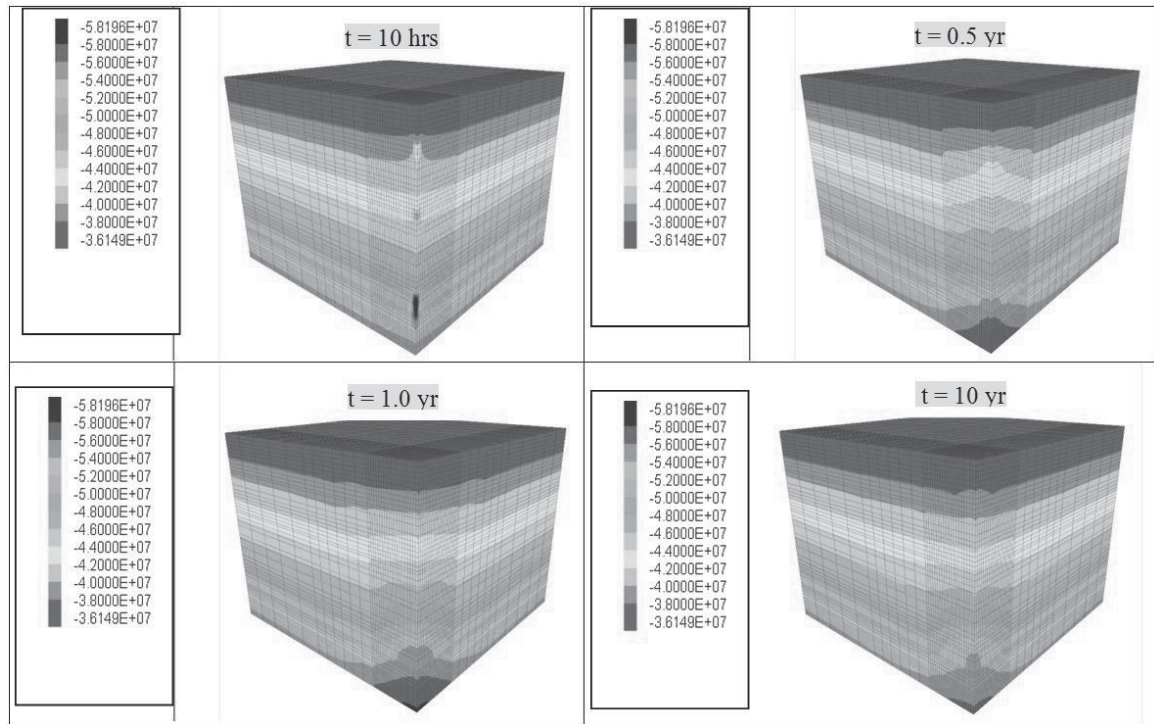 t = 10 hrs
-5.8196E+07
-5.8000E+07
-5.6000E+07
-5.4000E+07
-5.2000E+07
-5.0000E+07
-4.8000E+07
-4.6000E+07
-4.4000E+07
-4.2000E+07
-4.0000E+07
-3.8000E+07
-3.6149E+07
t = 0.5 yr
-5.8196E+07
-5.8000E+07
-5.6000E+07
-5.4000E+07
-5.2000E+07
-5.0000E+07
-4.8000E+07
-4.6000E+07
-4.4000E+07
-4.2000E+07
-4.0000E+07
-3.8000E+07
-3.6149E+07
t = 1.0 yr
-5.8196E+07
-5.8000E+07
-5.6000E+07
-5.4000E+07
-5.2000E+07
-5.0000E+07
-4.8000E+07
-4.6000E+07
-4.4000E+07
-4.2000E+07
-4.0000E+07
-3.8000E+07
-3.6149E+07
t = 10 yr
-5.8196E+07
-5.8000E+07
-5.6000E+07
-5.4000E+07
-5.2000E+07
-5.0000E+07
-4.8000E+07
-4.6000E+07
-4.4000E+07
-4.2000E+07
-4.0000E+07
-3.8000E+07
-3.6149E+07